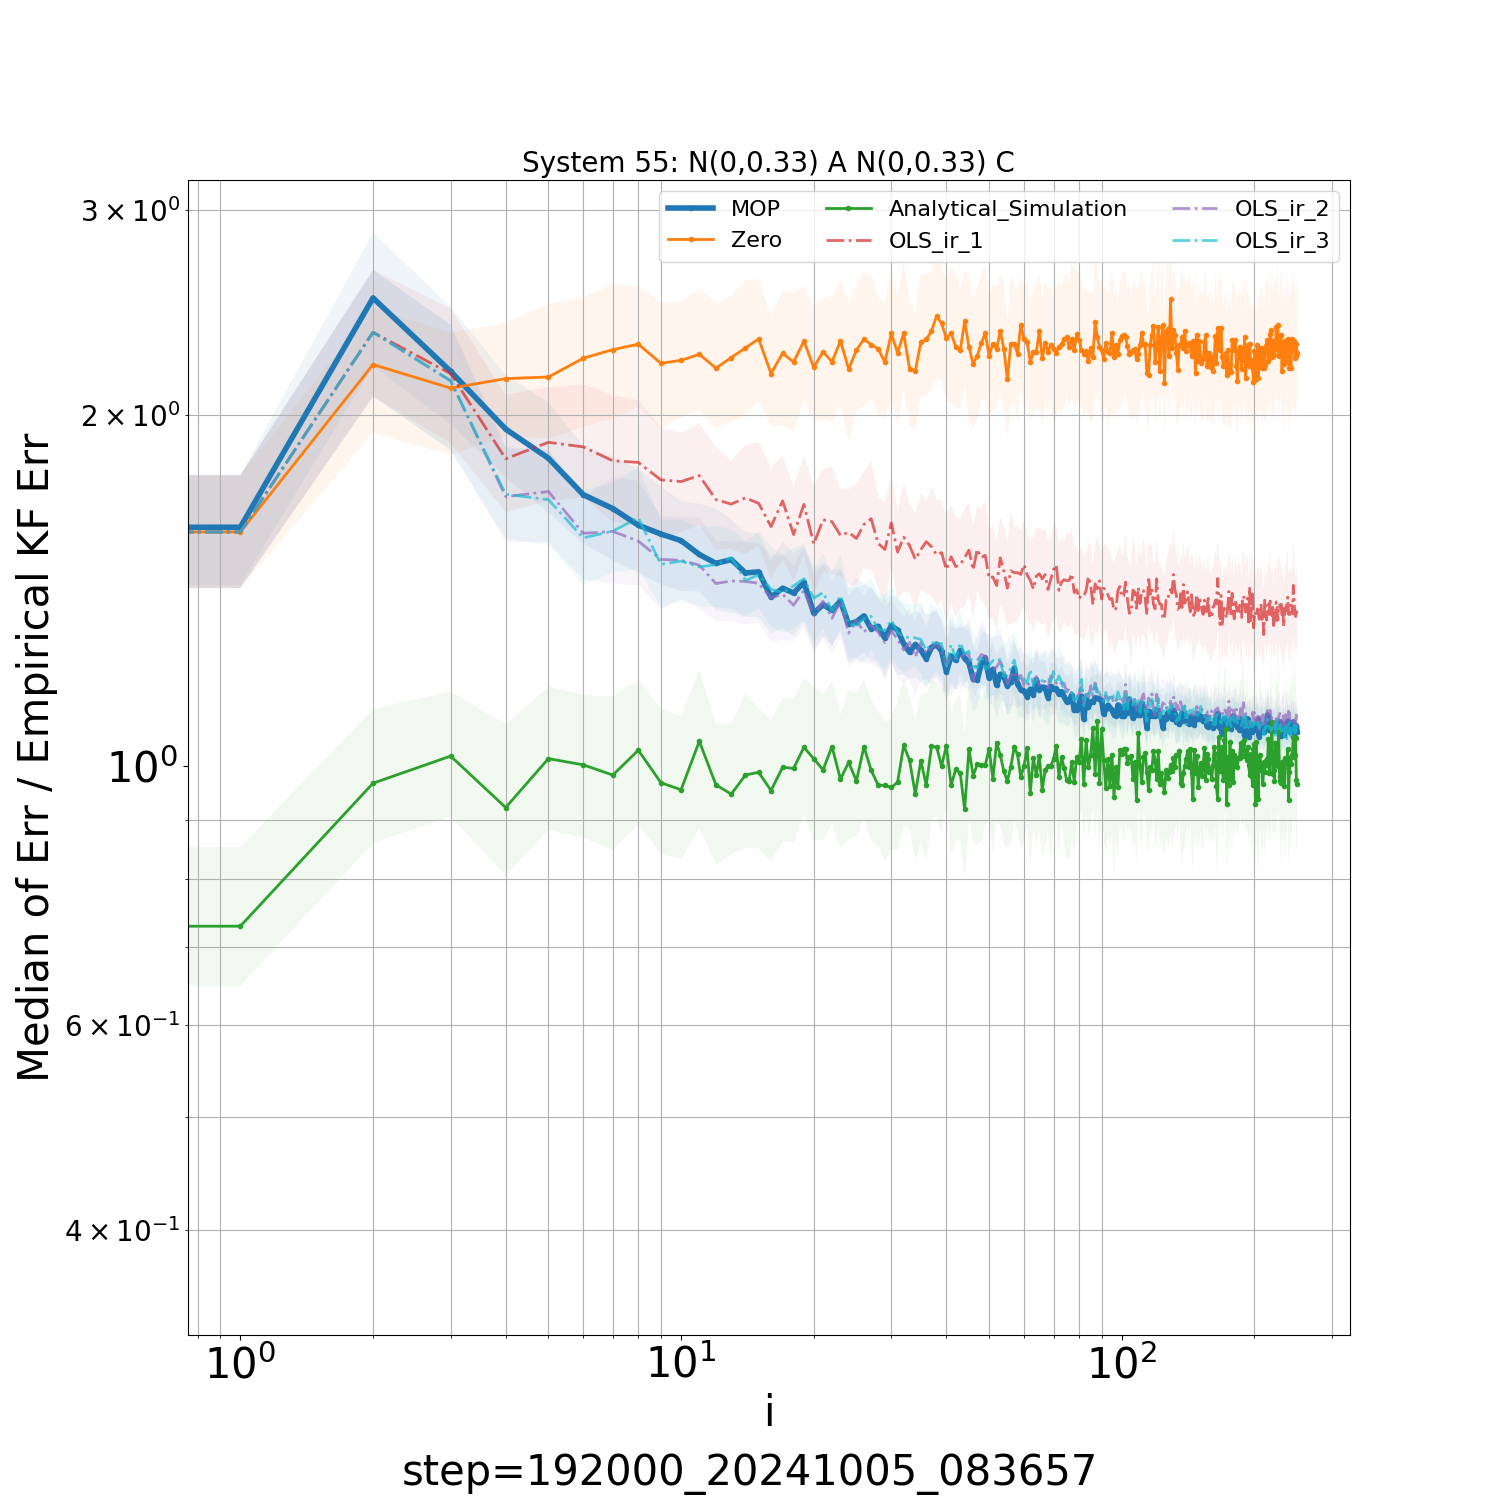 System 55: N(0,0.33) A N(0,0.33) C
MOP
Zero
Analytical_Simulation
OLS_ir_1
OLS_ir_2
OLS_ir_3
Median of Err / Empirical KF Err
3 × 10⁰
2 × 10⁰
10⁰
6 × 10⁻¹
4 × 10⁻¹
10⁰
10¹
10²
i
step=192000_20241005_083657